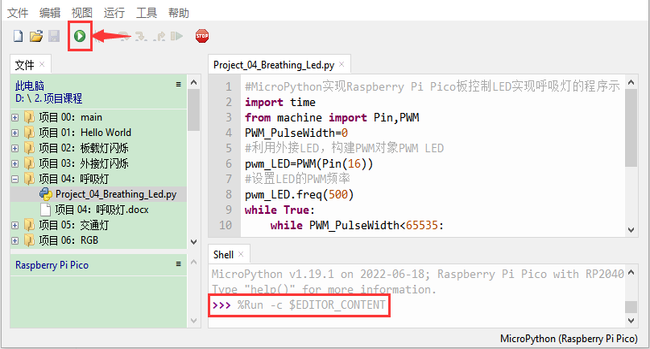 文件 编辑 视图 运行 工具 帮助
STOP
文件 ×
此电脑
D: \ 2. 项目课程
项目 00: main
项目 01: Hello World
项目 02: 板载灯闪烁
项目 03: 外接灯闪烁
项目 04: 呼吸灯
Project_04_Breathing_Led.py
项目 04: 呼吸灯.docx
项目 05: 交通灯
项目 06: RGB
Raspberry Pi Pico
Project_04_Breathing_Led.py ×
1 #MicroPython实现Raspberry Pi Pico板控制LED实现呼吸灯的程序示
2 import time
3 from machine import Pin,PWM
4 PWM_PulseWidth=0
5 #利用外接LED，构建PWM对象PWM LED
6 pwm_LED=PWM(Pin(16))
7 #设置LED的PWM频率
8 pwm_LED.freq(500)
9 while True:
10 while PWM_PulseWidth<65535:
Shell ×
MicroPython v1.19.1 on 2022-06-18; Raspberry Pi Pico with RP2040
Type "help()" for more information.
>>> %Run -c $EDITOR_CONTENT
MicroPython (Raspberry Pi Pico)